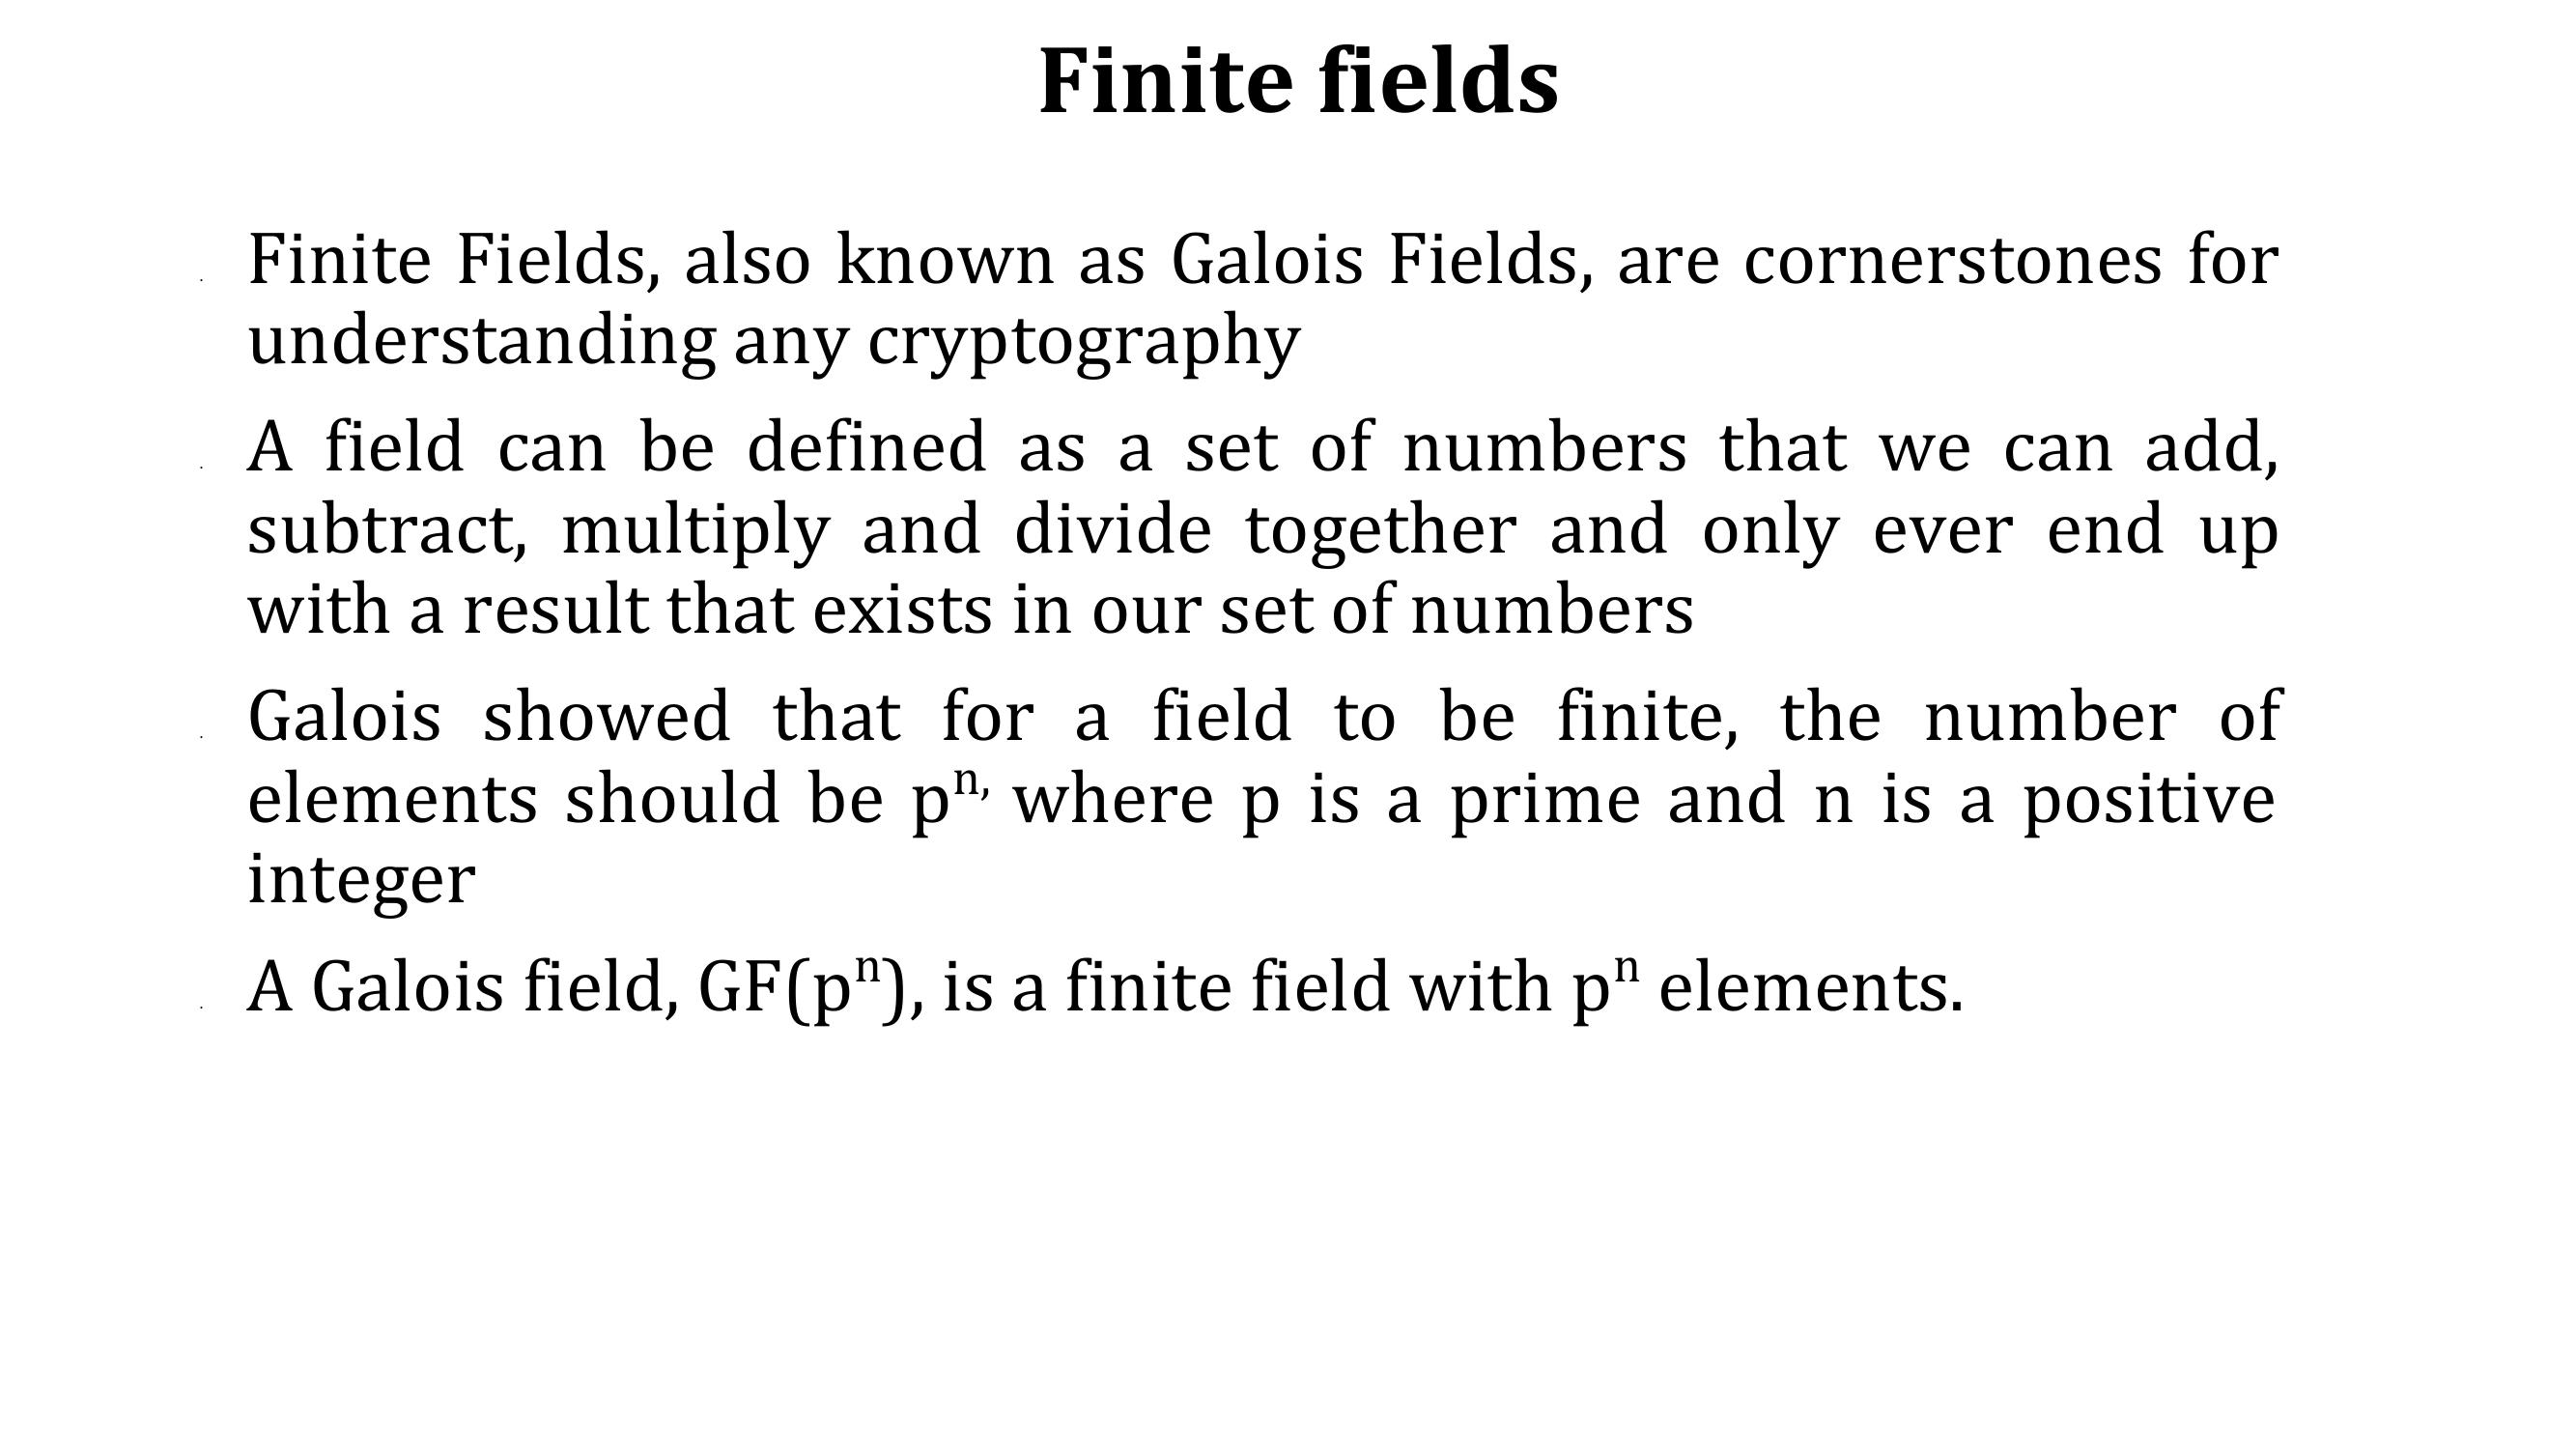 Finite fields
. Finite Fields, also known as Galois Fields, are cornerstones for
understanding any cryptography
. A field can be defined as a set of numbers that we can add,
subtract, multiply and divide together and only ever end up
with a result that exists in our set of numbers
. Galois showed that for a field to be finite, the number of
elements should be pⁿ, where p is a prime and n is a positive
integer
. A Galois field, GF(pⁿ), is a finite field with pⁿ elements.